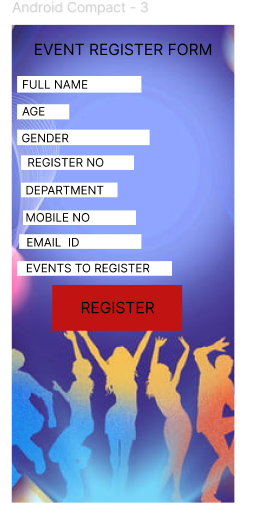 Android Compact - 3
EVENT REGISTER FORM
FULL NAME
AGE
GENDER
REGISTER NO
DEPARTMENT
MOBILE NO
EMAIL ID
EVENTS TO REGISTER
REGISTER